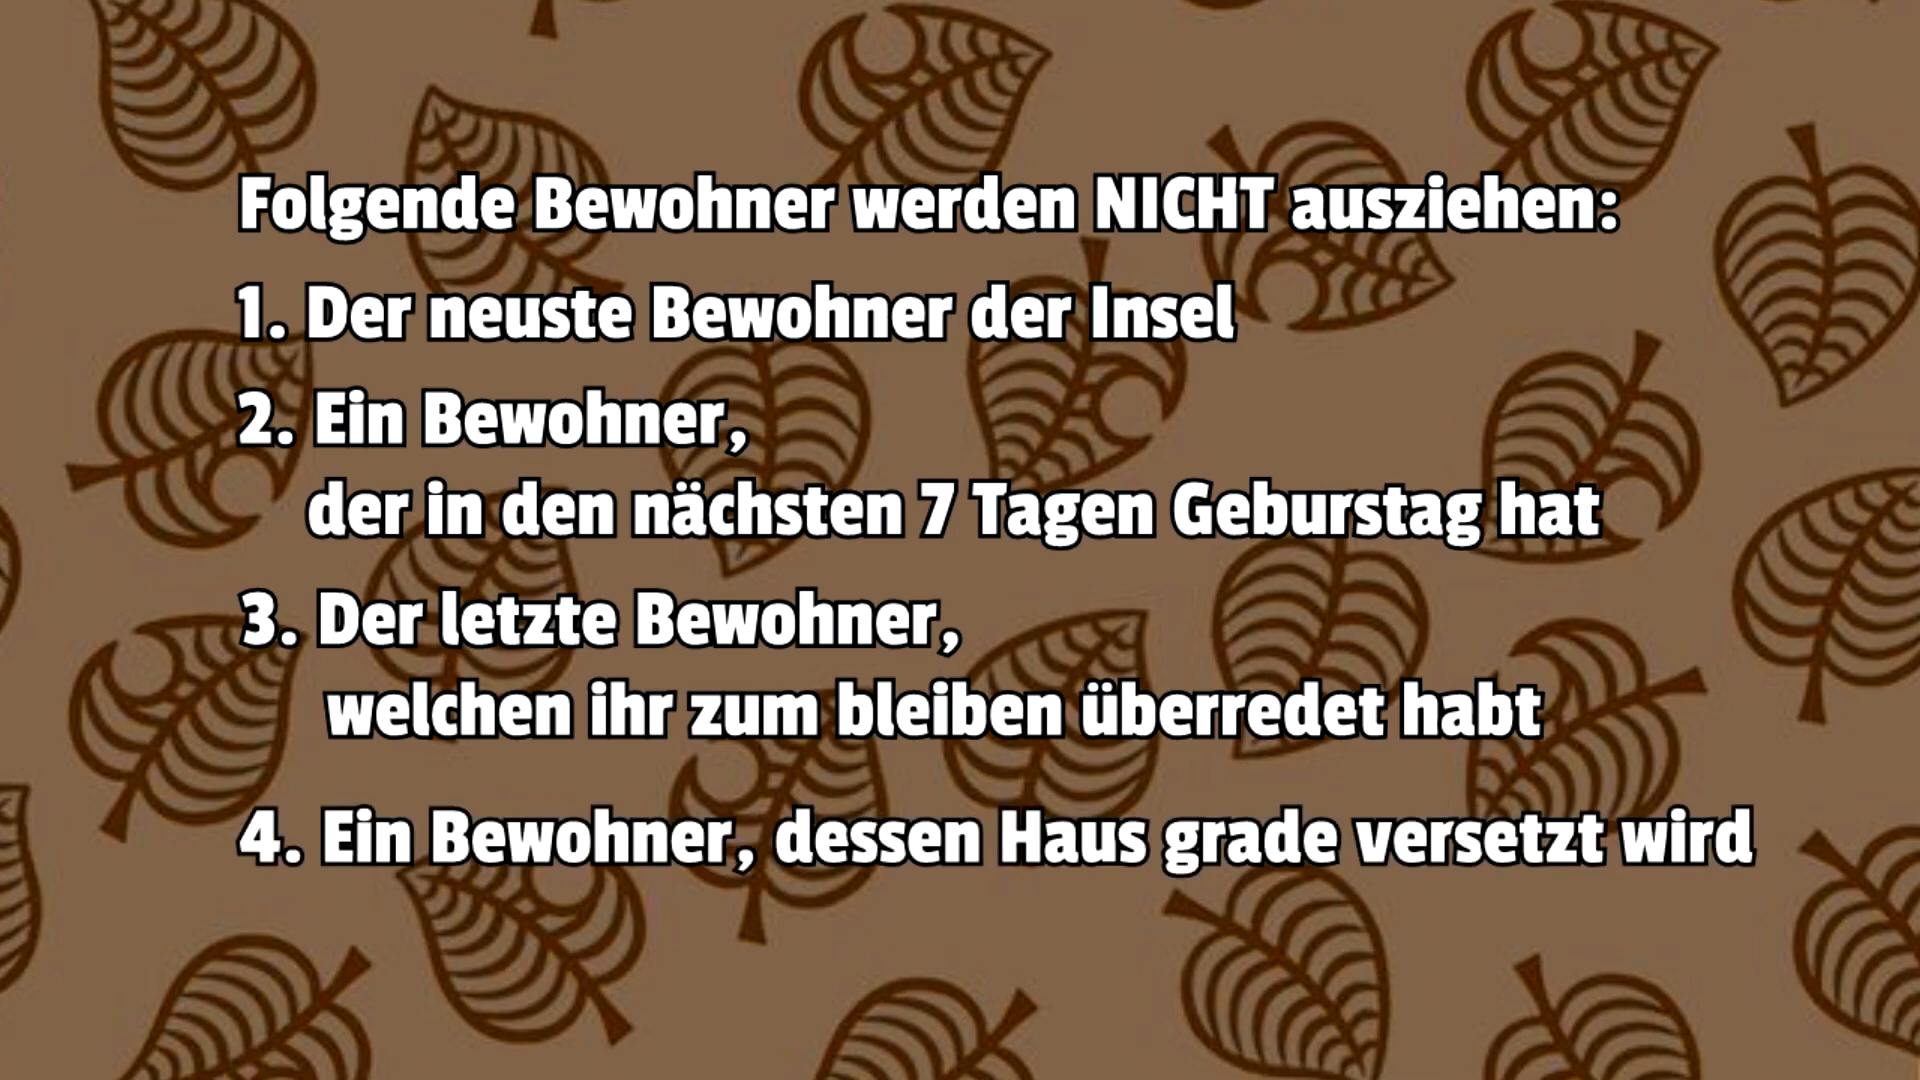 Folgende Bewohner werden NICHT ausziehen:
1. Der neuste Bewohner der Insel
2. Ein Bewohner,
der in den nächsten 7 Tagen Geburstag hat
3. Der letzte Bewohner,
welchen ihr zum bleiben überredet habt
4. Ein Bewohner, dessen Haus grade versetzt wird